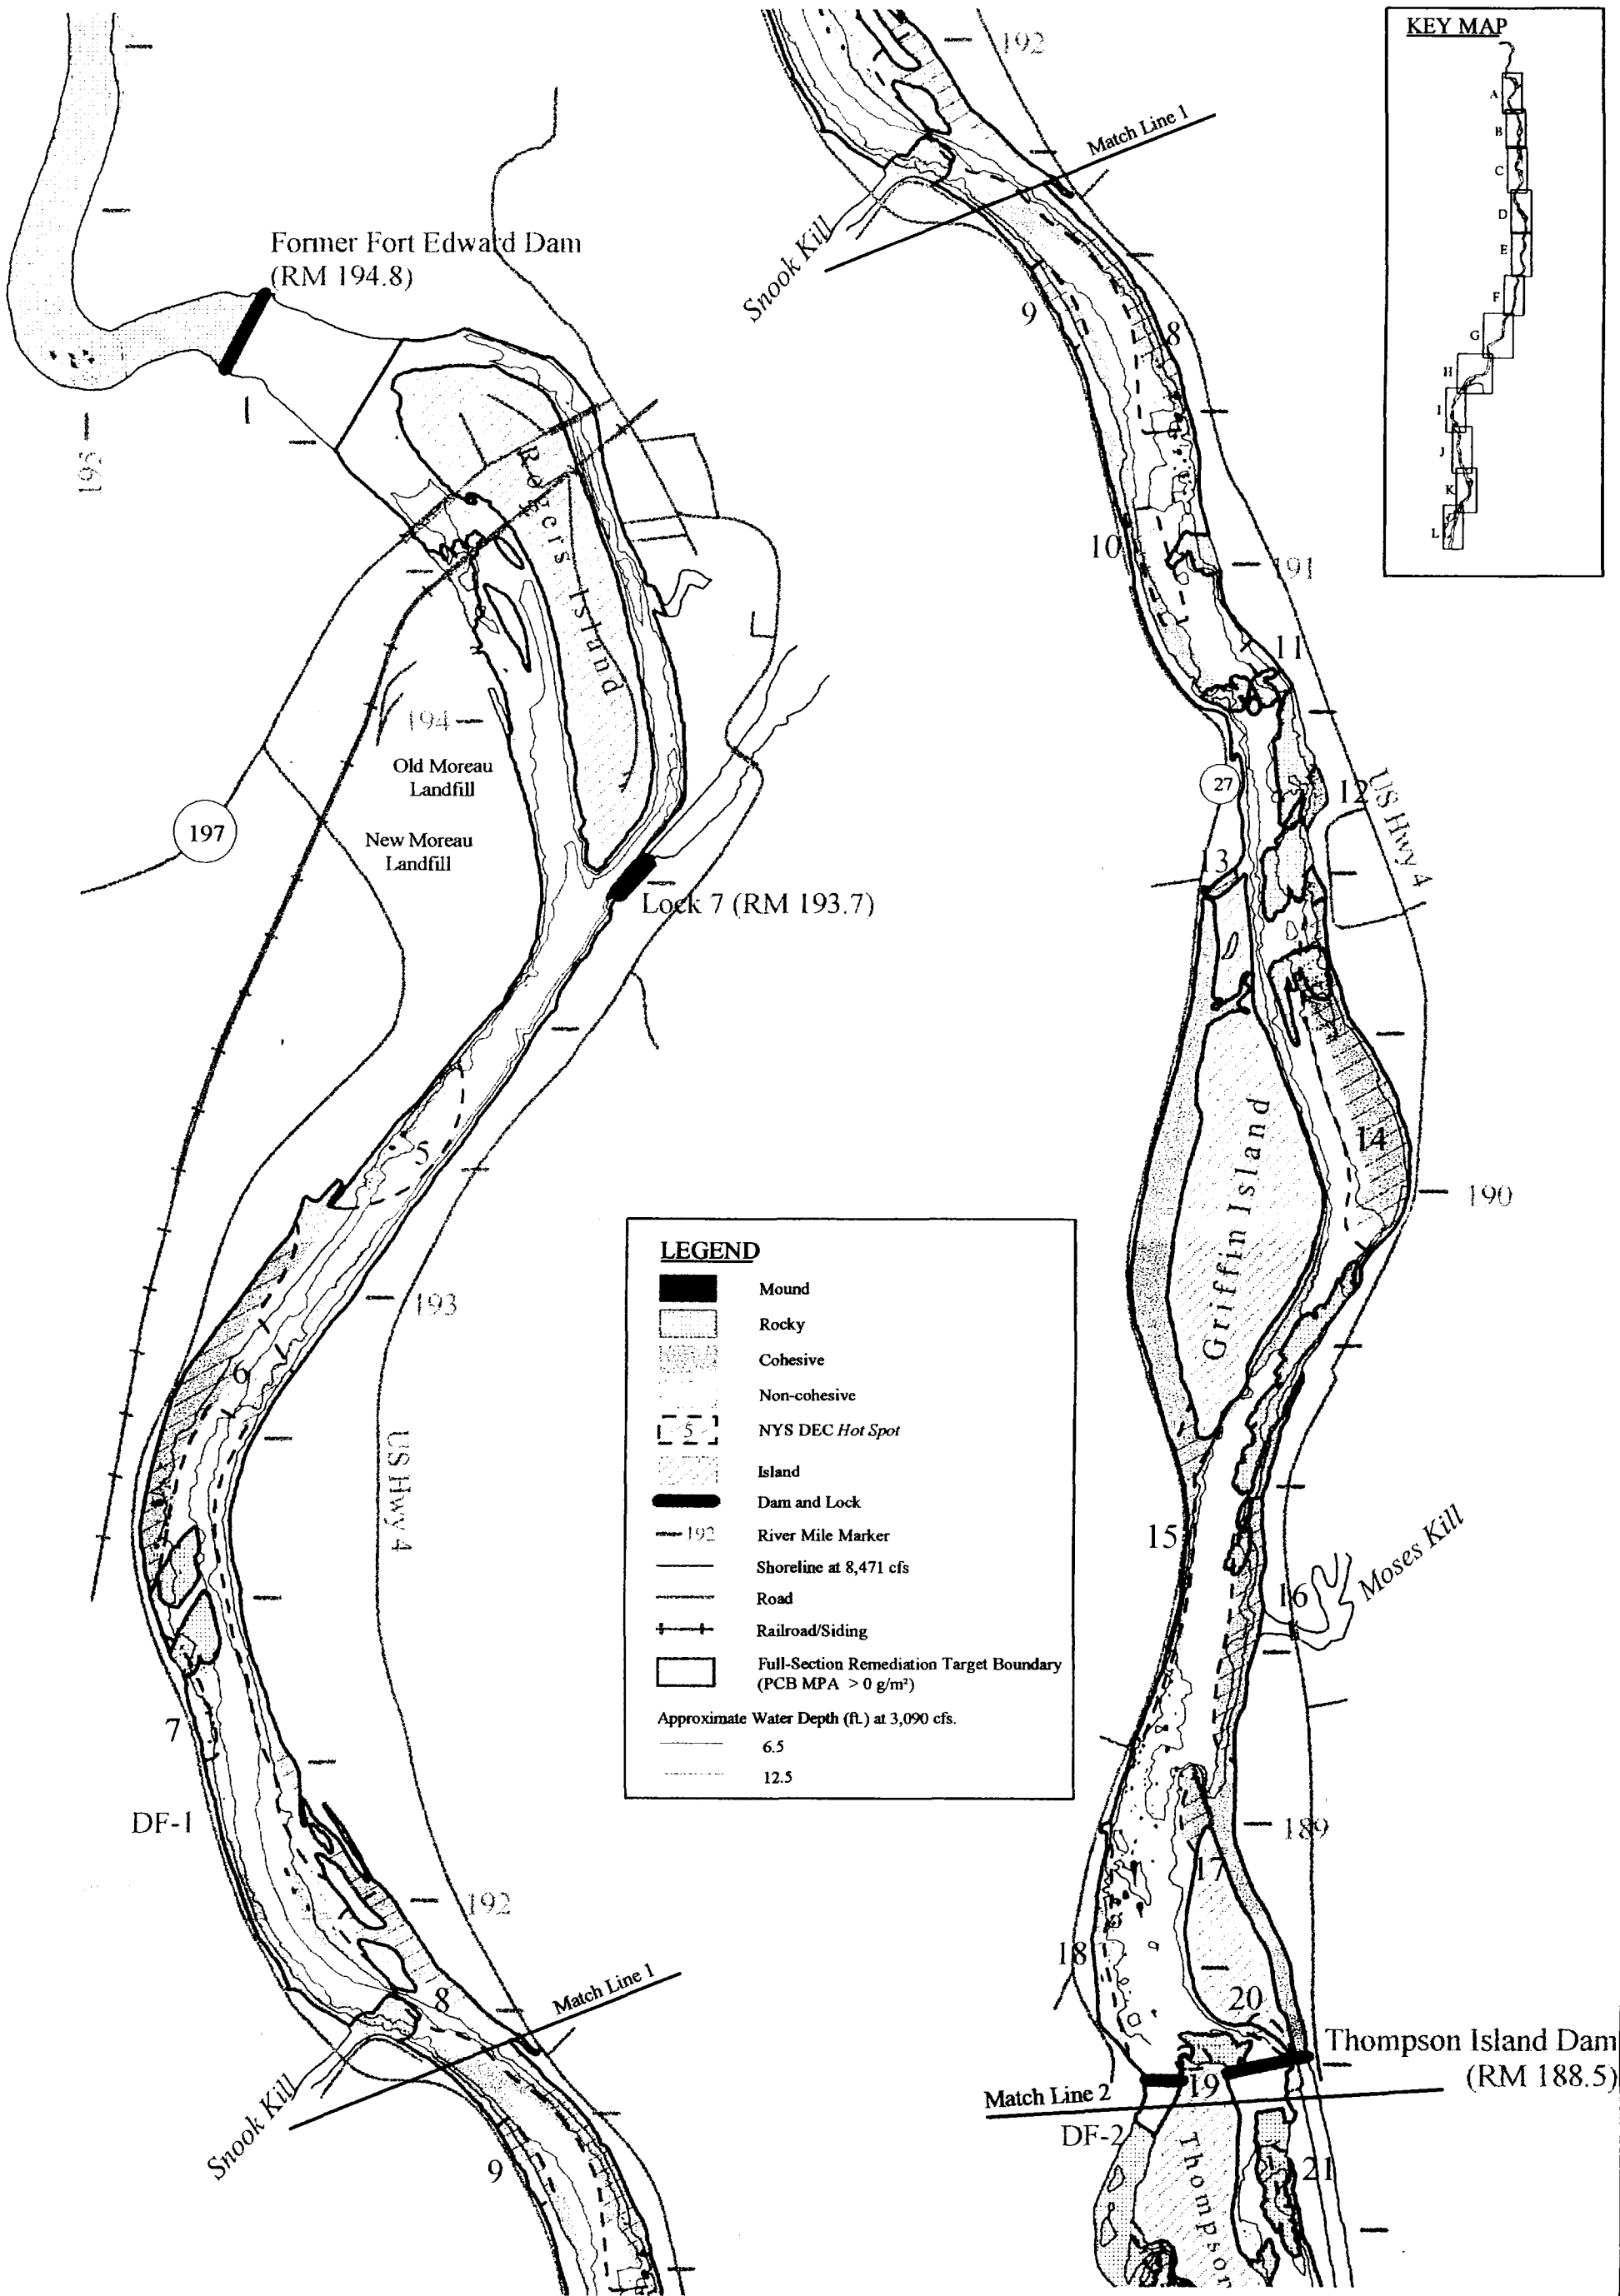 Former Fort Edward Dam
(RM 194.8)
195
Rogers Island
194
Old Moreau
Landfill
New Moreau
Landfill
197
Lock 7 (RM 193.7)
5
193
6
US Hwy 4
7
DF-1
192
8
Match Line 1
Snook Kill
9
192
Match Line 1
Snook Kill
9
8
10
191
11
27
12
US Hwy 4
13
14
Griffin Island
190
15
16
Moses Kill
189
17
18
20
Thompson Island Dam
(RM 188.5)
19
Match Line 2
DF-2
Thompson
21
KEY MAP
A
B
C
D
E
F
G
H
I
J
K
L
LEGEND
Mound
Rocky
Cohesive
Non-cohesive
5 NYS DEC Hot Spot
Island
Dam and Lock
192 River Mile Marker
Shoreline at 8,471 cfs
Road
Railroad/Siding
Full-Section Remediation Target Boundary
(PCB MPA > 0 g/m²)
Approximate Water Depth (ft.) at 3,090 cfs.
6.5
12.5